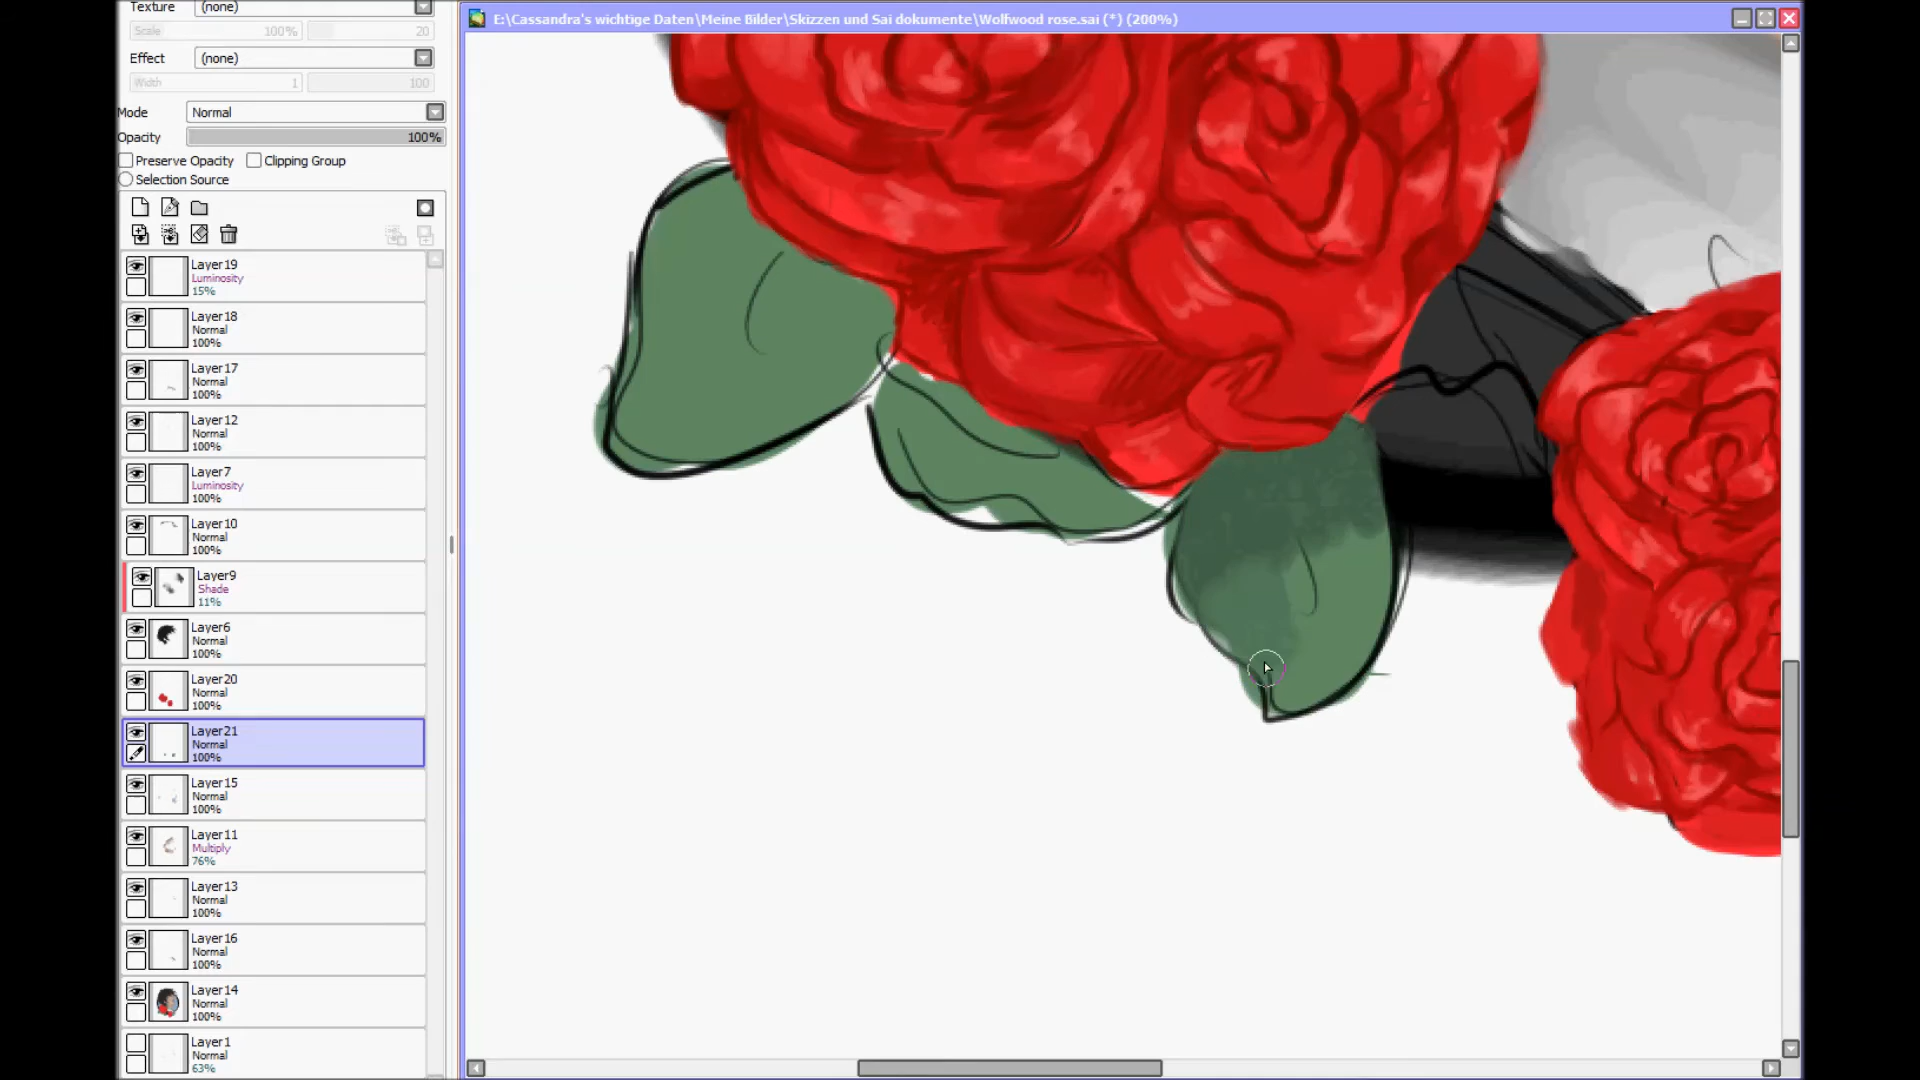 Texture (none)
Scale 100% 20
Effect (none)
Width 1 100
Mode Normal
Opacity 100%
Preserve Opacity Clipping Group
Selection Source
Layer19
Luminosity
15%
Layer18
Normal
100%
Layer17
Normal
100%
Layer12
Normal
100%
Layer7
Luminosity
100%
Layer10
Normal
100%
Layer9
Shade
11%
Layer6
Normal
100%
Layer20
Normal
100%
Layer21
Normal
100%
Layer15
Normal
100%
Layer11
Multiply
76%
Layer13
Normal
100%
Layer16
Normal
100%
Layer14
Normal
100%
Layer1
Normal
63%
E:\Cassandra's wichtige Daten\Meine Bilder\Skizzen und Sai dokumente\Wolfwood rose.sai (*) (200%)